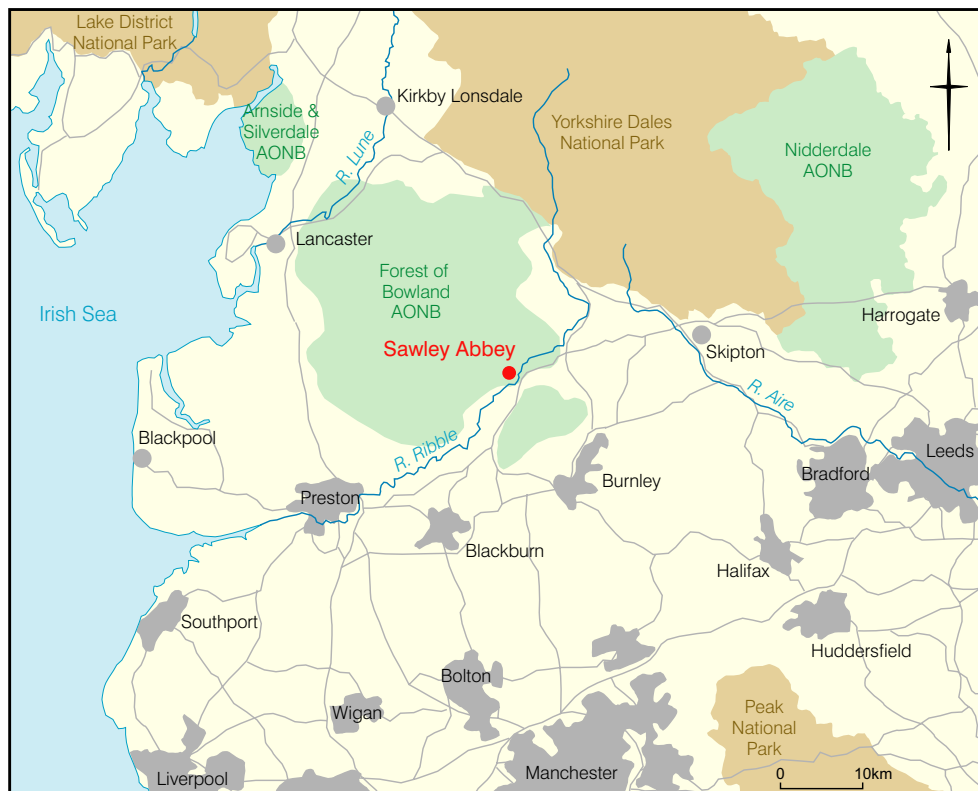 Lake District
National Park
Kirkby Lonsdale
Arnside &
Silverdale
AONB
R. Lune
Yorkshire Dales
National Park
Nidderdale
AONB
Lancaster
Forest of
Bowland
AONB
Irish Sea
Harrogate
Sawley Abbey
Skipton
R. Aire
Blackpool
R. Ribble
Leeds
Bradford
Burnley
Preston
Blackburn
Halifax
Southport
Huddersfield
Bolton
Wigan
Peak
National
Park
Liverpool
Manchester
0
10km